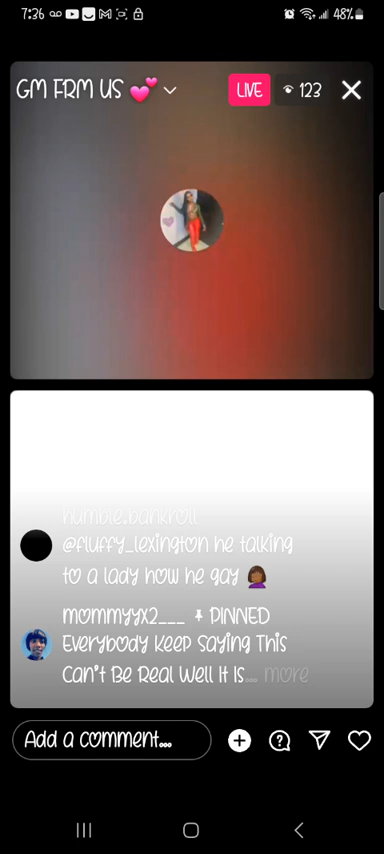 7:36
48%
GM FRM US 💕
LIVE
123
humble.bankroll
@fluffy_lexington he talking
to a lady how he gay 🤦🏾‍♀️
mommyyx2___ 📌 PINNED
Everybody Keep Saying This
Can't Be Real Well It Is... more
Add a comment...